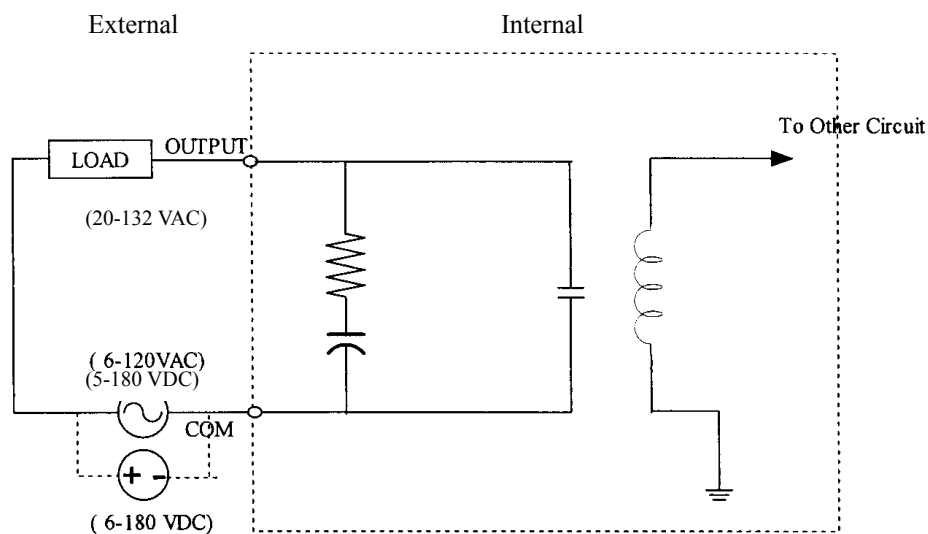 External
Internal
To Other Circuit
OUTPUT
LOAD
(20-132 VAC)
( 6-120VAC)
(5-180 VDC)
COM
+ -
( 6-180 VDC)